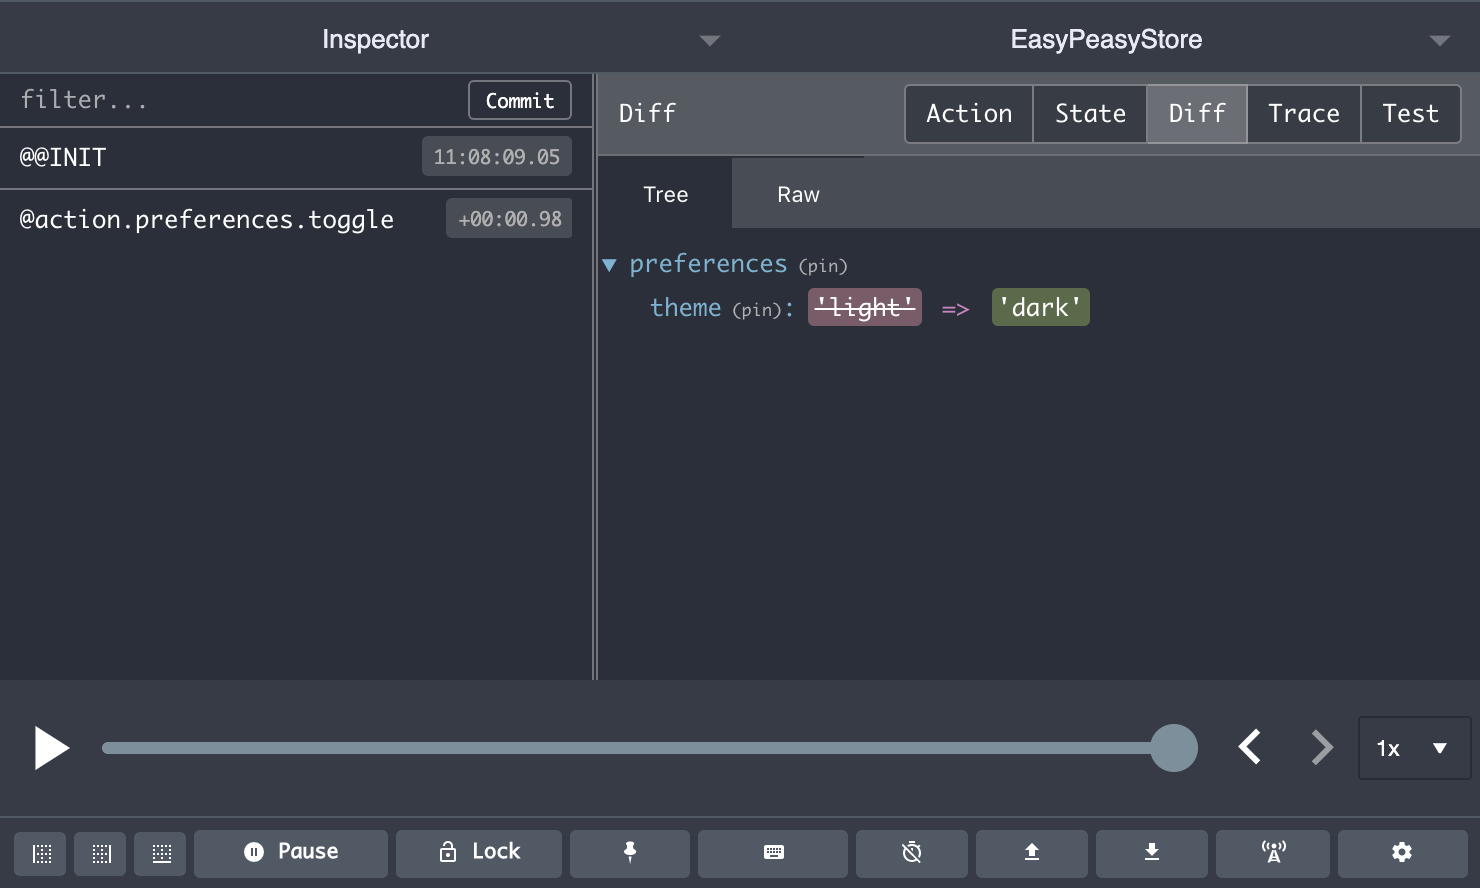 Inspector
EasyPeasyStore
filter...
Commit
@@INIT
11:08:09.05
@action.preferences.toggle
+00:00.98
Diff
Action
State
Diff
Trace
Test
Tree
Raw
preferences (pin)
theme (pin): 'light' => 'dark'
1x
Pause
Lock